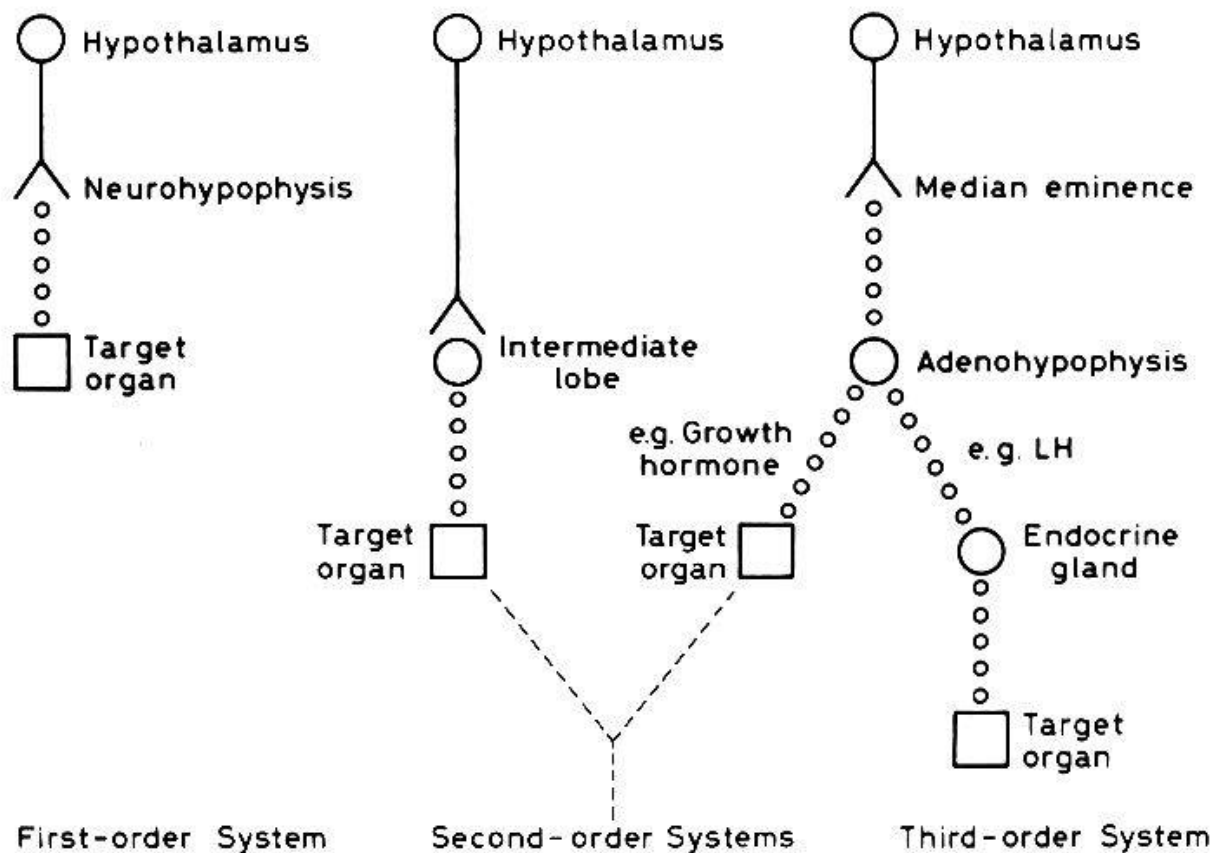 Hypothalamus
Hypothalamus
Hypothalamus
Neurohypophysis
Median eminence
Target
organ
Intermediate
lobe
Adenohypophysis
e.g. Growth
hormone
e.g. LH
Target
organ
Target
organ
Endocrine
gland
Target
organ
First-order System
Second-order Systems
Third-order System